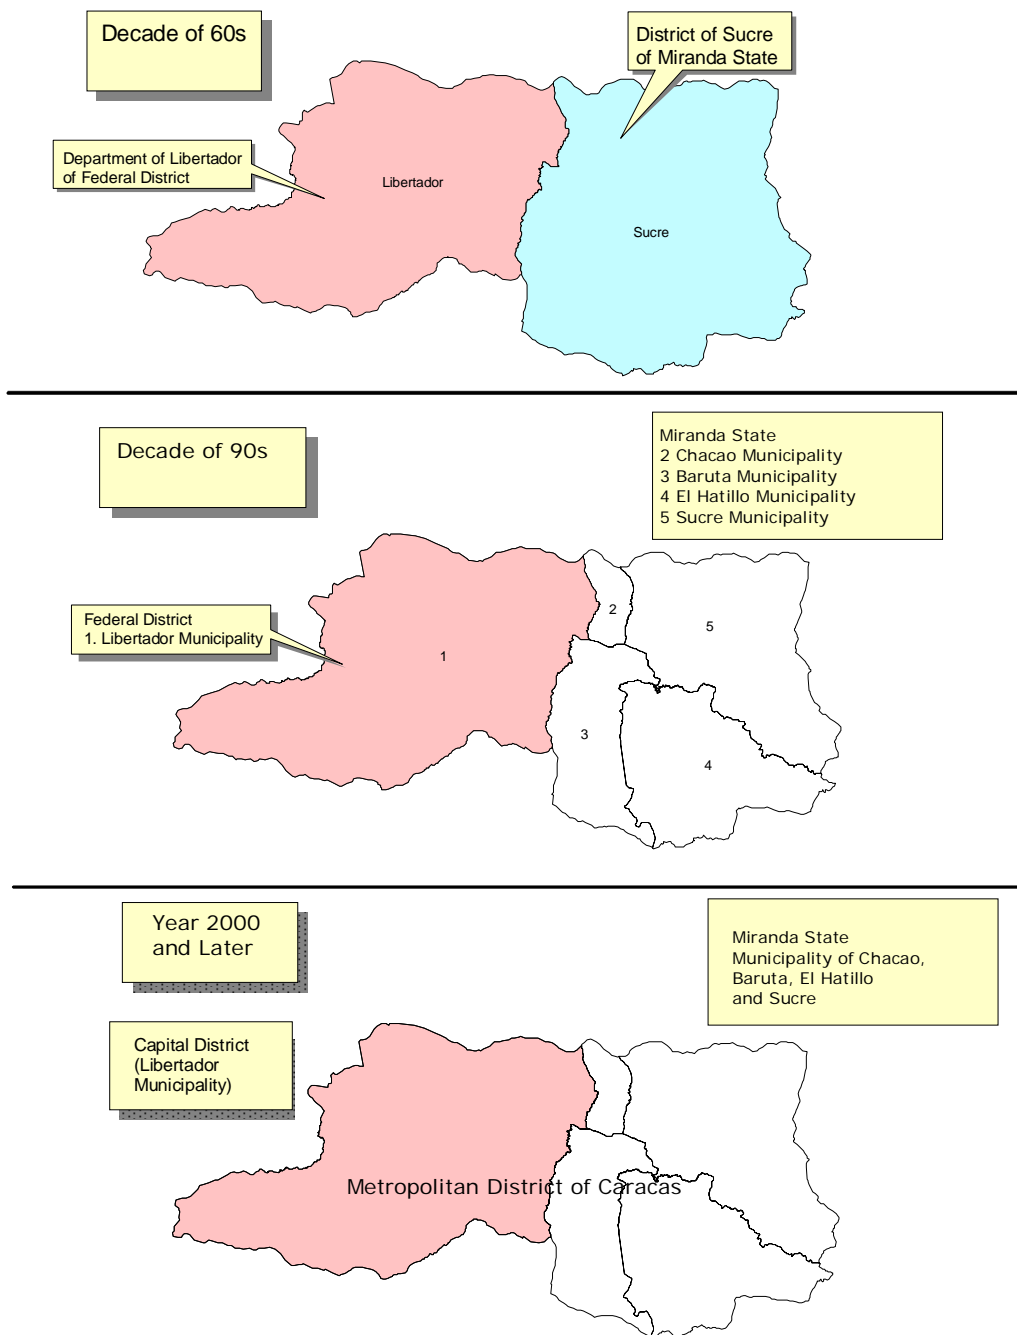 Decade of 60s
District of Sucre
of Miranda State
Department of Libertador
of Federal District
Libertador
Sucre
Decade of 90s
Miranda State
2 Chacao Municipality
3 Baruta Municipality
4 El Hatillo Municipality
5 Sucre Municipality
Federal District
1. Libertador Municipality
1
2
5
3
4
Year 2000
and Later
Miranda State
Municipality of Chacao,
Baruta, El Hatillo
and Sucre
Capital District
(Libertador
Municipality)
Metropolitan District of Caracas